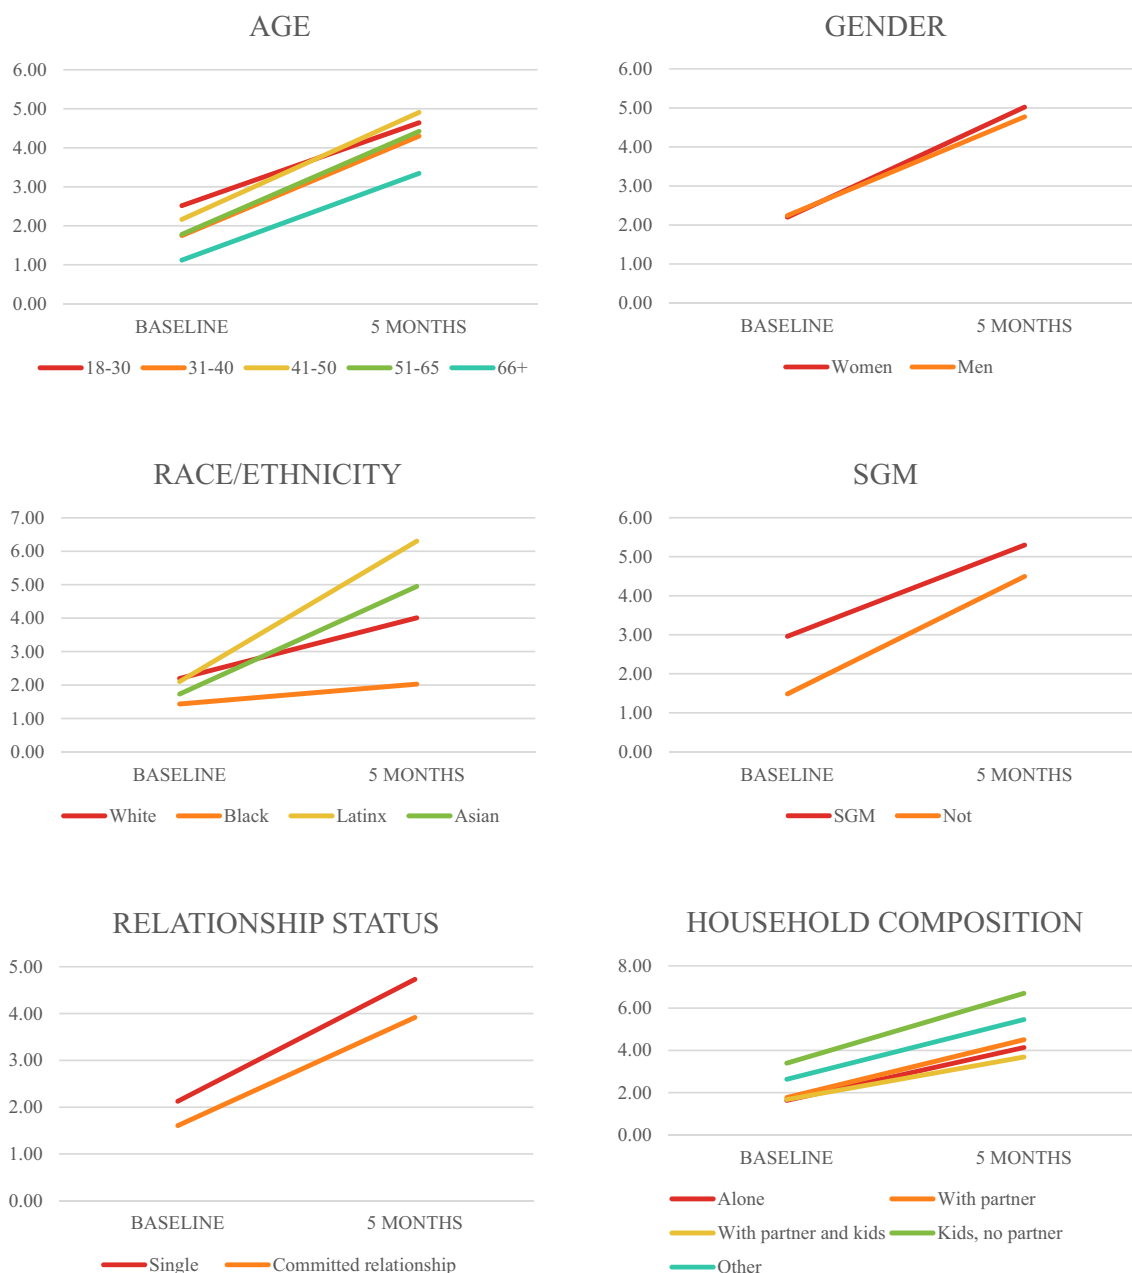 AGE
6.00
5.00
4.00
3.00
2.00
1.00
0.00
BASELINE 5 MONTHS
18-30 31-40 41-50 51-65 66+
GENDER
6.00
5.00
4.00
3.00
2.00
1.00
0.00
BASELINE 5 MONTHS
Women Men
RACE/ETHNICITY
7.00
6.00
5.00
4.00
3.00
2.00
1.00
0.00
BASELINE 5 MONTHS
White Black Latinx Asian
SGM
6.00
5.00
4.00
3.00
2.00
1.00
0.00
BASELINE 5 MONTHS
SGM Not
RELATIONSHIP STATUS
5.00
4.00
3.00
2.00
1.00
0.00
BASELINE 5 MONTHS
Single Committed relationship
HOUSEHOLD COMPOSITION
8.00
6.00
4.00
2.00
0.00
BASELINE 5 MONTHS
Alone With partner
With partner and kids Kids, no partner
Other